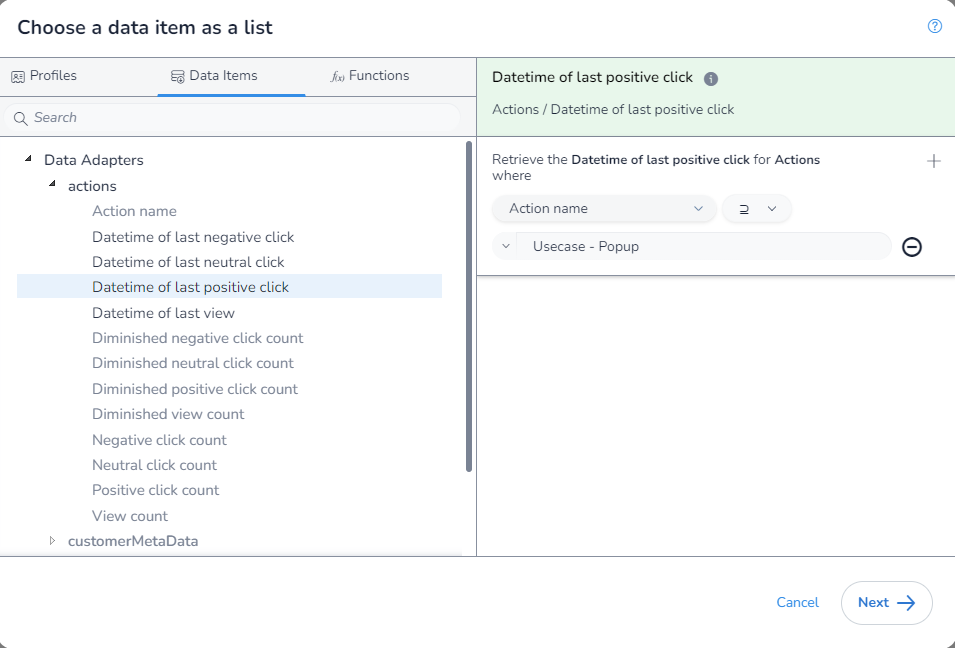 Choose a data item as a list
Profiles
Data Items
f(x) Functions
Search
Data Adapters
actions
Action name
Datetime of last negative click
Datetime of last neutral click
Datetime of last positive click
Datetime of last view
Diminished negative click count
Diminished neutral click count
Diminished positive click count
Diminished view count
Negative click count
Neutral click count
Positive click count
View count
customerMetaData
Datetime of last positive click
Actions / Datetime of last positive click
Retrieve the Datetime of last positive click for Actions
where
Action name ⊇
Usecase - Popup
Cancel
Next